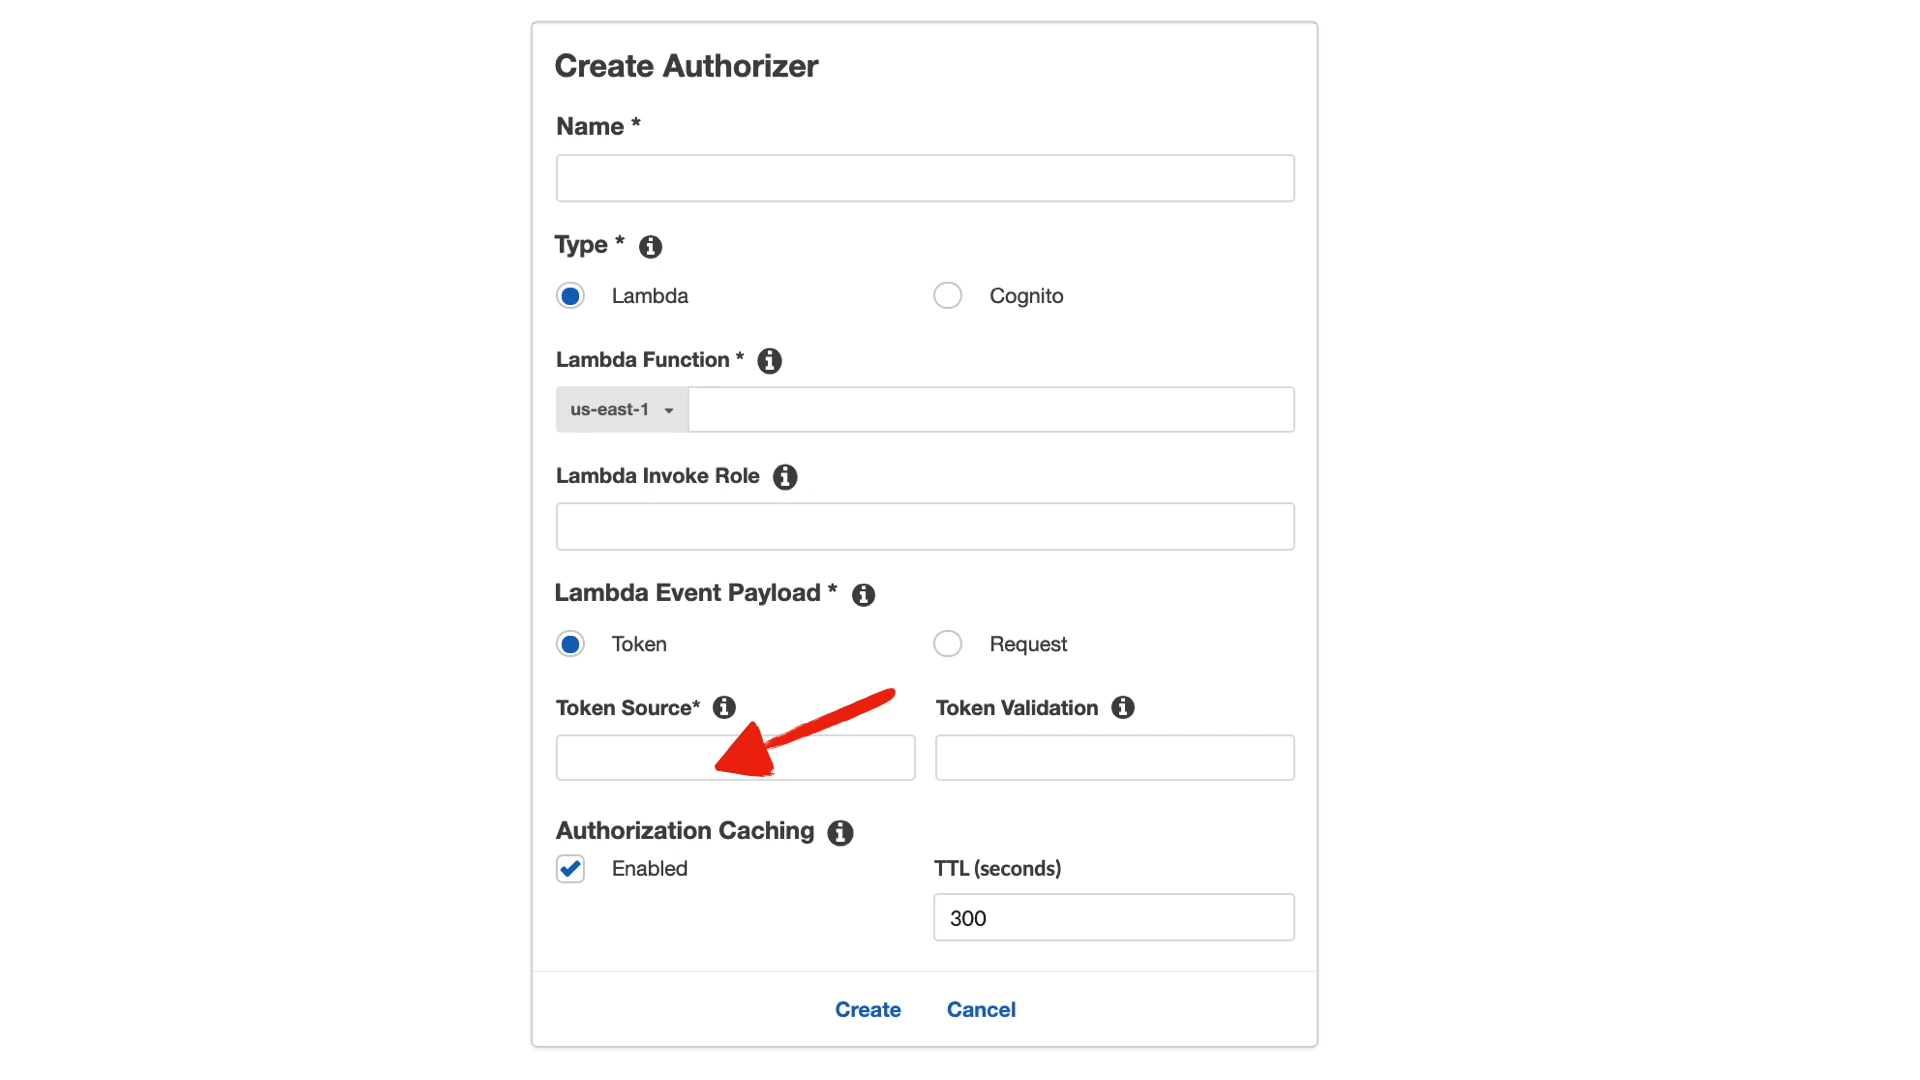 Create Authorizer
Name *
Type *
Lambda Cognito
Lambda Function *
us-east-1
Lambda Invoke Role
Lambda Event Payload *
Token Request
Token Source* Token Validation
Authorization Caching
Enabled TTL (seconds)
300
Create Cancel